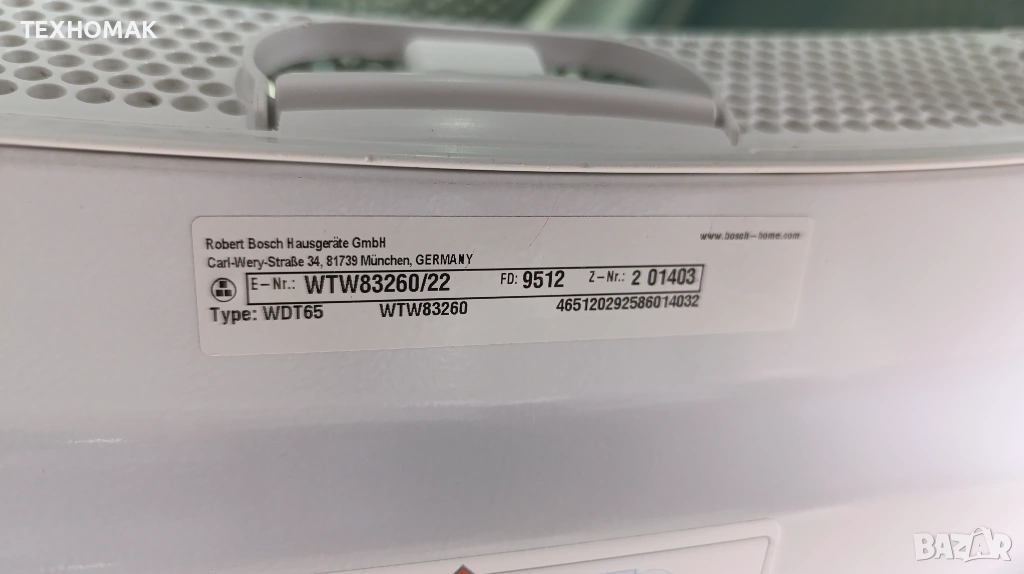 ТЕХНОМАК
Robert Bosch Hausgeräte GmbH
www.bosch-home.com
Carl-Wery-Straße 34, 81739 München, GERMANY
E-Nr.: WTW83260/22 FD: 9512 Z-Nr.: 2 01403
Type: WDT65 WTW83260 465120292586014032
BAZAR